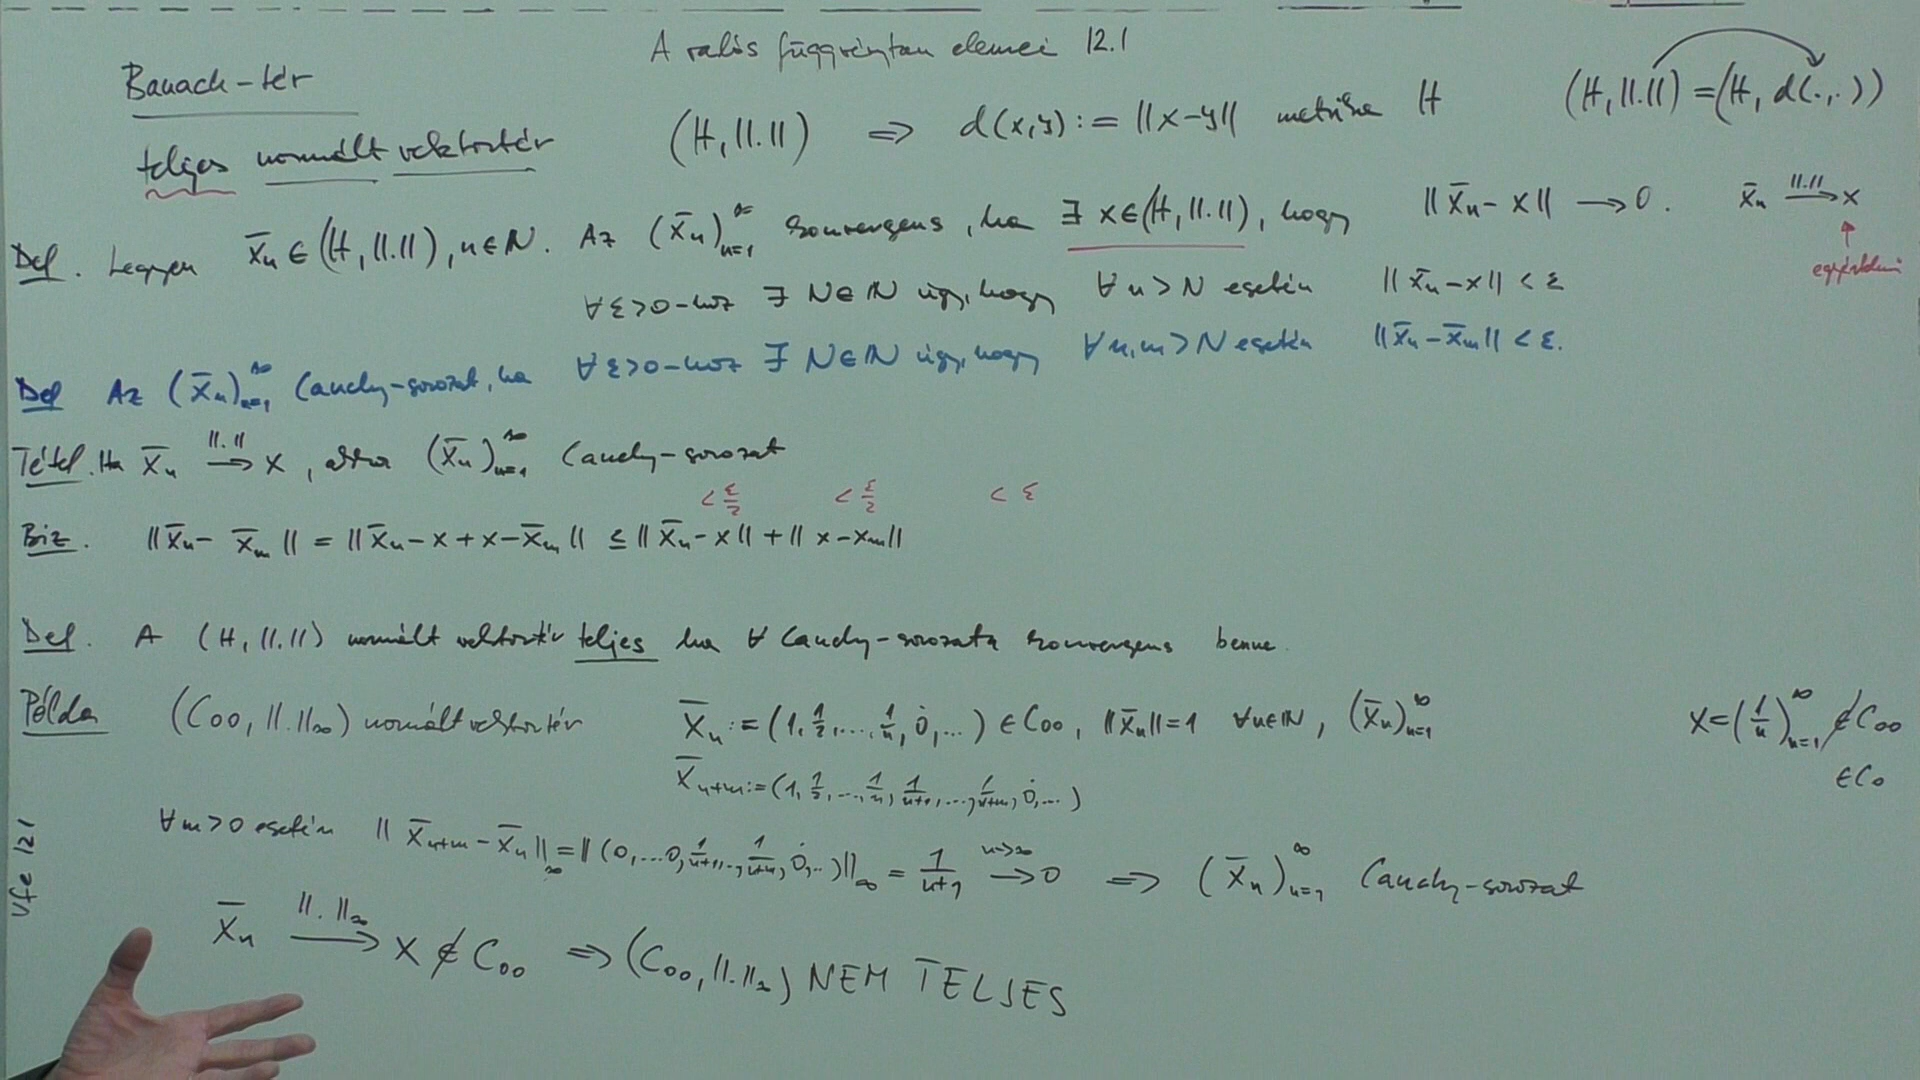 A valós függvénytan elemei 12.1
Banach-tér
teljes normált vektortér
(H, ||.||) ⇒ d(x,y) := ||x-y|| metrika H
(H, ||.||) = (H, d(.,.))
Def. Legyen x̄ₙ ∈ (H, ||.||), n∈ℕ. Az (x̄ₙ)ₙ₌₁^∞ konvergens, ha ∃ x∈(H, ||.||), hogy ||x̄ₙ - x|| → 0. x̄ₙ →^{||.||} x
↑
egyértelmű
∀ε>0-hoz ∃ N∈ℕ úgy, hogy ∀n>N esetén ||x̄ₙ-x|| < ε
Def Az (x̄ₙ)ₙ₌₁^∞ Cauchy-sorozat, ha ∀ε>0-hoz ∃ N∈ℕ úgy, hogy ∀n,m>N esetén ||x̄ₙ-x̄ₘ|| < ε.
Tétel. Ha x̄ₙ →^{||.||} x, akkor (x̄ₙ)ₙ₌₁^∞ Cauchy-sorozat
< ε/2 < ε/2 < ε
Biz. ||x̄ₙ - x̄ₘ|| = ||x̄ₙ - x + x - x̄ₘ|| ≤ ||x̄ₙ - x|| + ||x - xₘ||
Def. A (H, ||.||) normált vektortér teljes ha ∀ Cauchy-sorozata konvergens benne.
Példa (C₀₀, ||.||_∞) normált vektortér x̄ₙ := (1, 1/2, ..., 1/n, 0, ...) ∈ C₀₀, ||x̄ₙ||=1 ∀n∈ℕ, (x̄ₙ)ₙ₌₁^∞ x=(1/n)ₙ₌₁^∞ ∉ C₀₀
∈ C₀
x̄ₙ₊ₘ := (1, 1/2, ..., 1/n, 1/(n+1), ..., 1/(n+m), 0, ...)
∀m>0 esetén ||x̄ₙ₊ₘ - x̄ₙ||_∞ = ||(0, ...0, 1/(n+1), ..., 1/(n+m), 0, ..)||_∞ = 1/(n+1) →^{n→∞} 0 ⇒ (x̄ₙ)ₙ₌₁^∞ Cauchy-sorozat
x̄ₙ →^{||.||_∞} x ∉ C₀₀ ⇒ (C₀₀, ||.||_∞) NEM TELJES
Vfe 121